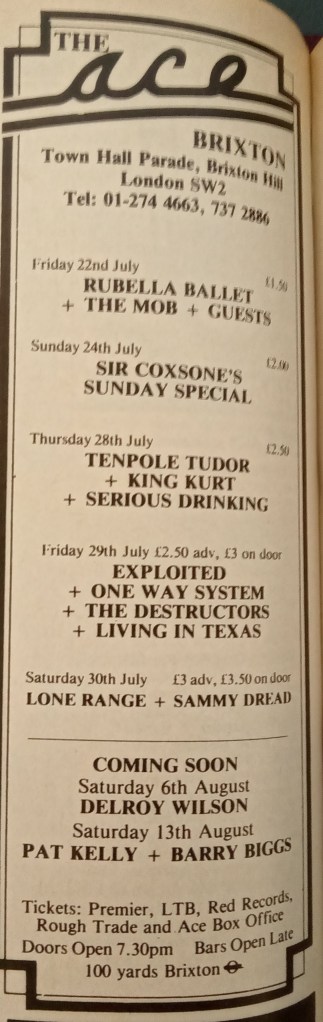 THE
ace
BRIXTON
Town Hall Parade, Brixton Hill
London SW2
Tel: 01-274 4663, 737 2886
Friday 22nd July £1.50
RUBELLA BALLET
+ THE MOB + GUESTS
Sunday 24th July £2.00
SIR COXSONE'S
SUNDAY SPECIAL
Thursday 28th July £2.50
TENPOLE TUDOR
+ KING KURT
+ SERIOUS DRINKING
Friday 29th July £2.50 adv, £3 on door
EXPLOITED
+ ONE WAY SYSTEM
+ THE DESTRUCTORS
+ LIVING IN TEXAS
Saturday 30th July £3 adv, £3.50 on door
LONE RANGE + SAMMY DREAD
COMING SOON
Saturday 6th August
DELROY WILSON
Saturday 13th August
PAT KELLY + BARRY BIGGS
Tickets: Premier, LTB, Red Records,
Rough Trade and Ace Box Office
Doors Open 7.30pm Bars Open Late
100 yards Brixton